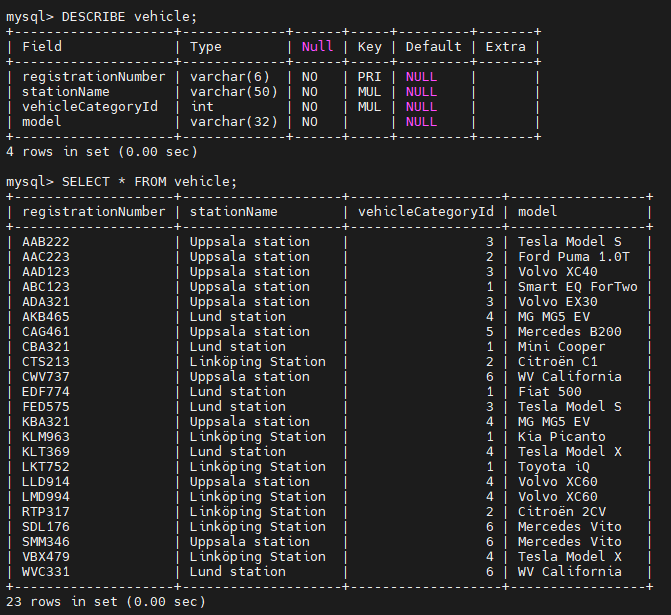 mysql> DESCRIBE vehicle;
+--------------------+-------------+------+-----+---------+-------+
| Field              | Type        | Null | Key | Default | Extra |
+--------------------+-------------+------+-----+---------+-------+
| registrationNumber | varchar(6)  | NO   | PRI | NULL    |       |
| stationName        | varchar(50) | NO   | MUL | NULL    |       |
| vehicleCategoryId  | int         | NO   | MUL | NULL    |       |
| model              | varchar(32) | NO   |     | NULL    |       |
+--------------------+-------------+------+-----+---------+-------+
4 rows in set (0.00 sec)
mysql> SELECT * FROM vehicle;
+--------------------+--------------------+-------------------+-----------------+
| registrationNumber | stationName        | vehicleCategoryId | model           |
+--------------------+--------------------+-------------------+-----------------+
| AAB222             | Uppsala station    |                 3 | Tesla Model S   |
| AAC223             | Uppsala station    |                 2 | Ford Puma 1.0T  |
| AAD123             | Uppsala station    |                 3 | Volvo XC40      |
| ABC123             | Uppsala station    |                 1 | Smart EQ ForTwo |
| ADA321             | Uppsala station    |                 3 | Volvo EX30      |
| AKB465             | Lund station       |                 4 | MG MG5 EV       |
| CAG461             | Uppsala station    |                 5 | Mercedes B200   |
| CBA321             | Lund station       |                 1 | Mini Cooper     |
| CTS213             | Linköping Station  |                 2 | Citroën C1      |
| CWV737             | Uppsala station    |                 6 | WV California   |
| EDF774             | Lund station       |                 1 | Fiat 500        |
| FED575             | Lund station       |                 3 | Tesla Model S   |
| KBA321             | Uppsala station    |                 4 | MG MG5 EV       |
| KLM963             | Linköping Station  |                 1 | Kia Picanto     |
| KLT369             | Lund station       |                 4 | Tesla Model X   |
| LKT752             | Linköping Station  |                 1 | Toyota iQ       |
| LLD914             | Uppsala station    |                 4 | Volvo XC60      |
| LMD994             | Linköping Station  |                 4 | Volvo XC60      |
| RTP317             | Linköping Station  |                 2 | Citroën 2CV     |
| SDL176             | Linköping Station  |                 6 | Mercedes Vito   |
| SMM346             | Uppsala station    |                 6 | Mercedes Vito   |
| VBX479             | Linköping Station  |                 4 | Tesla Model X   |
| WVC331             | Lund station       |                 6 | WV California   |
+--------------------+--------------------+-------------------+-----------------+
23 rows in set (0.00 sec)